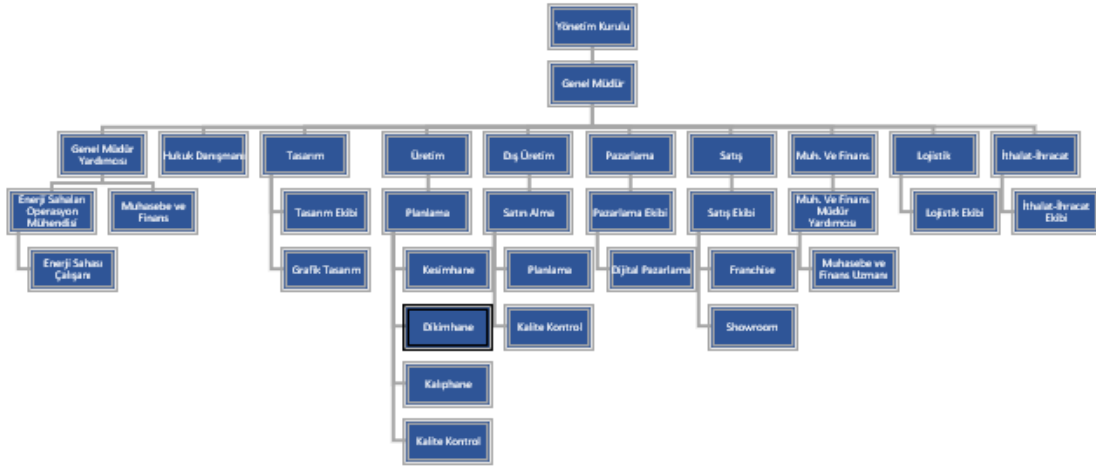 Yönetim Kurulu
Genel Müdür
Genel Müdür
Yardımcısı
Hukuk Danışmanı
Tasarım
Üretim
Dış Üretim
Pazarlama
Satış
Muh. Ve Finans
Lojistik
İthalat-İhracat
Enerji Sahaları
Operasyon
Mühendisi
Muhasebe ve
Finans
Tasarım Ekibi
Planlama
Satın Alma
Pazarlama Ekibi
Satış Ekibi
Muh. Ve Finans
Müdür
Yardımcısı
Lojistik Ekibi
İthalat-İhracat
Ekibi
Enerji Sahası
Çalışanı
Grafik Tasarım
Kesimhane
Planlama
Dijital Pazarlama
Franchise
Muhasebe ve
Finans Uzmanı
Dikimhane
Kalite Kontrol
Showroom
Kalıphane
Kalite Kontrol